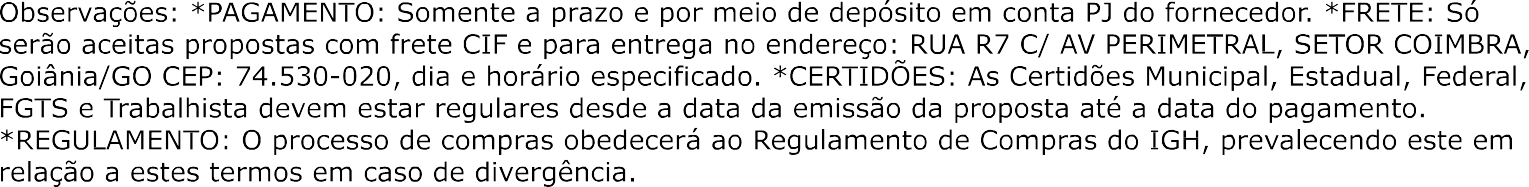 Observações: *PAGAMENTO: Somente a prazo e por meio de depósito em conta PJ do fornecedor. *FRETE: Só
serão aceitas propostas com frete CIF e para entrega no endereço: RUA R7 C/ AV PERIMETRAL, SETOR COIMBRA,
Goiânia/GO CEP: 74.530-020, dia e horário especificado. *CERTIDÕES: As Certidões Municipal, Estadual, Federal,
FGTS e Trabalhista devem estar regulares desde a data da emissão da proposta até a data do pagamento.
*REGULAMENTO: O processo de compras obedecerá ao Regulamento de Compras do IGH, prevalecendo este em
relação a estes termos em caso de divergência.